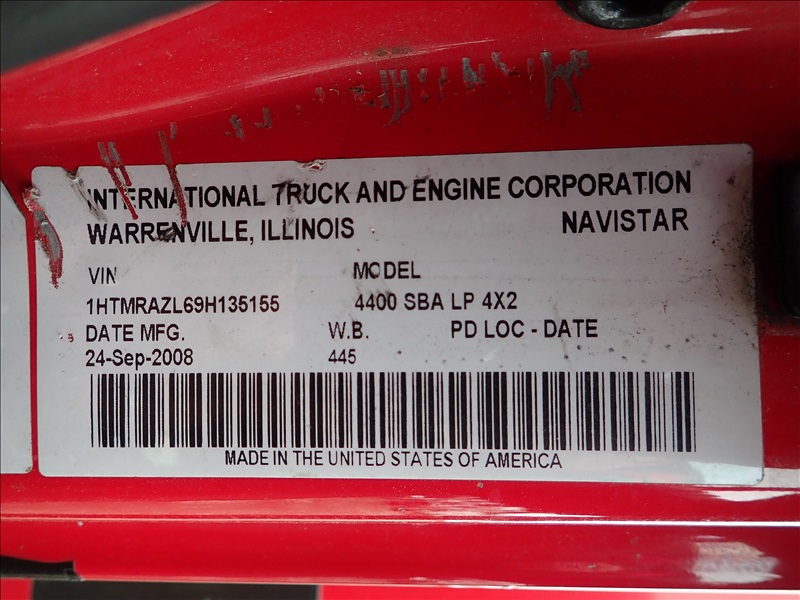 INTERNATIONAL TRUCK AND ENGINE CORPORATION
WARRENVILLE, ILLINOIS NAVISTAR
VIN MODEL
1HTMRAZL69H135155 4400 SBA LP 4X2
DATE MFG. W.B. PD LOC - DATE
24-Sep-2008 445
MADE IN THE UNITED STATES OF AMERICA